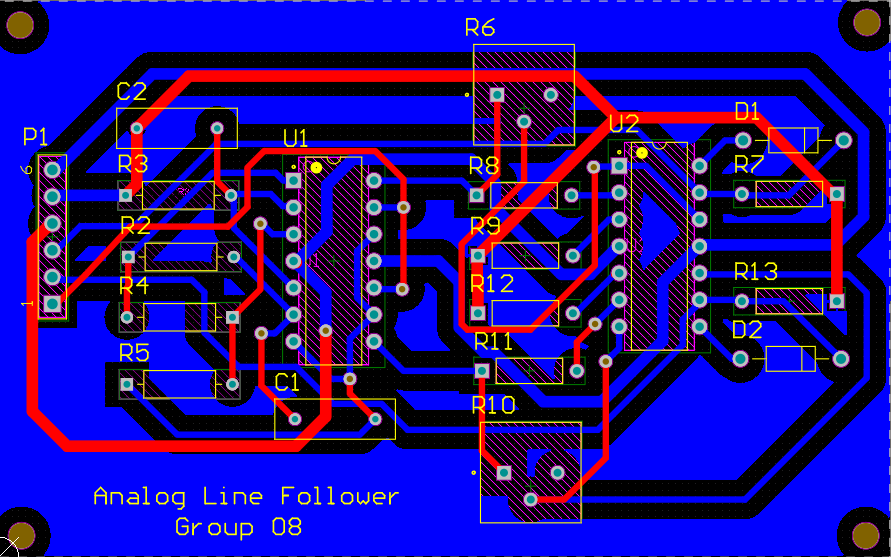 R6
C2
D1
P1
U1
U2
6
R3
R8
R7
R2
R9
R4
R12
R13
1
R5
R11
D2
C1
R10
Analog Line Follower
Group 08